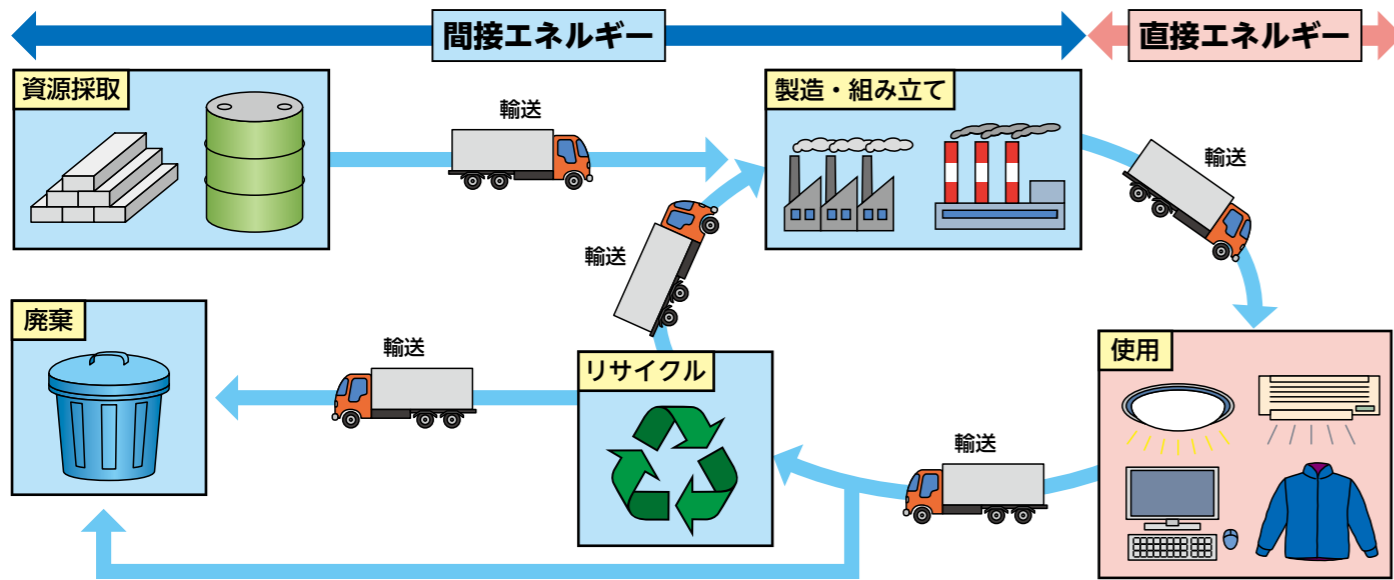 間接エネルギー
直接エネルギー
資源採取
輸送
製造・組み立て
輸送
輸送
廃棄
輸送
リサイクル
輸送
使用